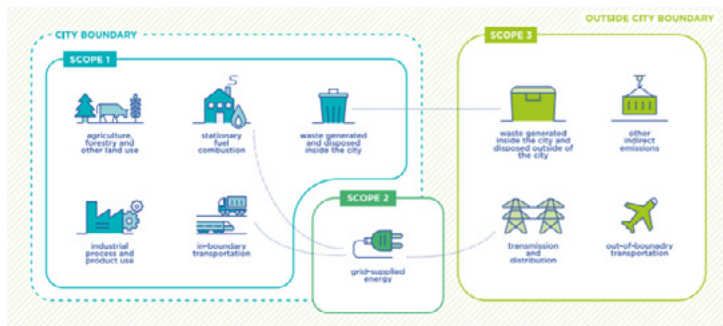 OUTSIDE CITY BOUNDARY
CITY BOUNDARY
SCOPE 1
agriculture,
forestry and
other land use
stationary
fuel
combustion
waste generated
and disposed
inside the city
industrial
process and
product use
in-boundary
transportation
SCOPE 2
grid-supplied
energy
SCOPE 3
waste generated
inside the city and
disposed outside of
the city
other
indirect
emissions
transmission
and
distribution
out-of-bounadry
transportation